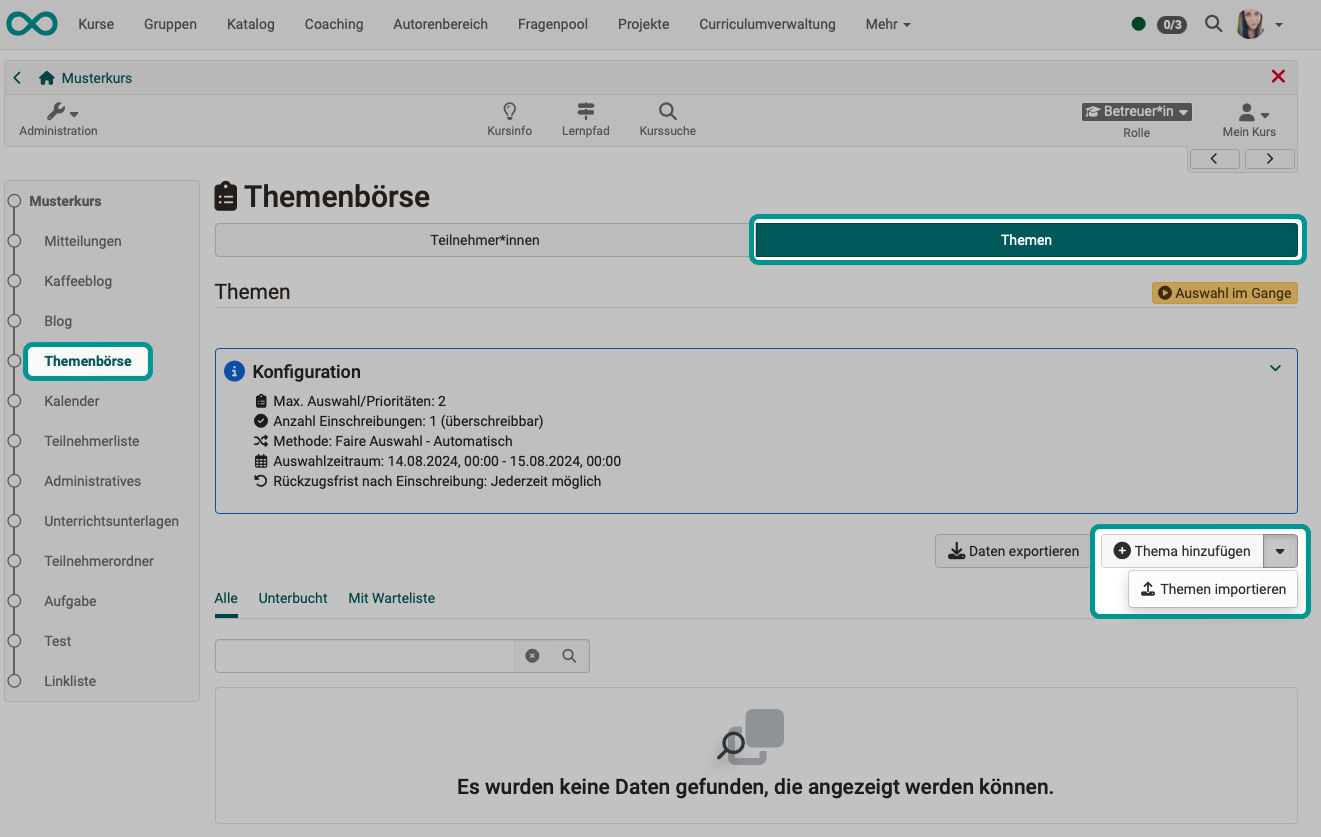 Kurse Gruppen Katalog Coaching Autorenbereich Fragenpool Projekte Curriculumverwaltung Mehr 0/3
Musterkurs
Administration Kursinfo Lernpfad Kurssuche Betreuer*in Rolle Mein Kurs
Musterkurs
Mitteilungen
Kaffeeblog
Blog
Themenbörse
Kalender
Teilnehmerliste
Administratives
Unterrichtsunterlagen
Teilnehmerordner
Aufgabe
Test
Linkliste
Themenbörse
Teilnehmer*innen Themen
Themen Auswahl im Gange
Konfiguration
Max. Auswahl/Prioritäten: 2
Anzahl Einschreibungen: 1 (überschreibbar)
Methode: Faire Auswahl - Automatisch
Auswahlzeitraum: 14.08.2024, 00:00 - 15.08.2024, 00:00
Rückzugsfrist nach Einschreibung: Jederzeit möglich
Daten exportieren Thema hinzufügen
Themen importieren
Alle Unterbucht Mit Warteliste
Es wurden keine Daten gefunden, die angezeigt werden können.